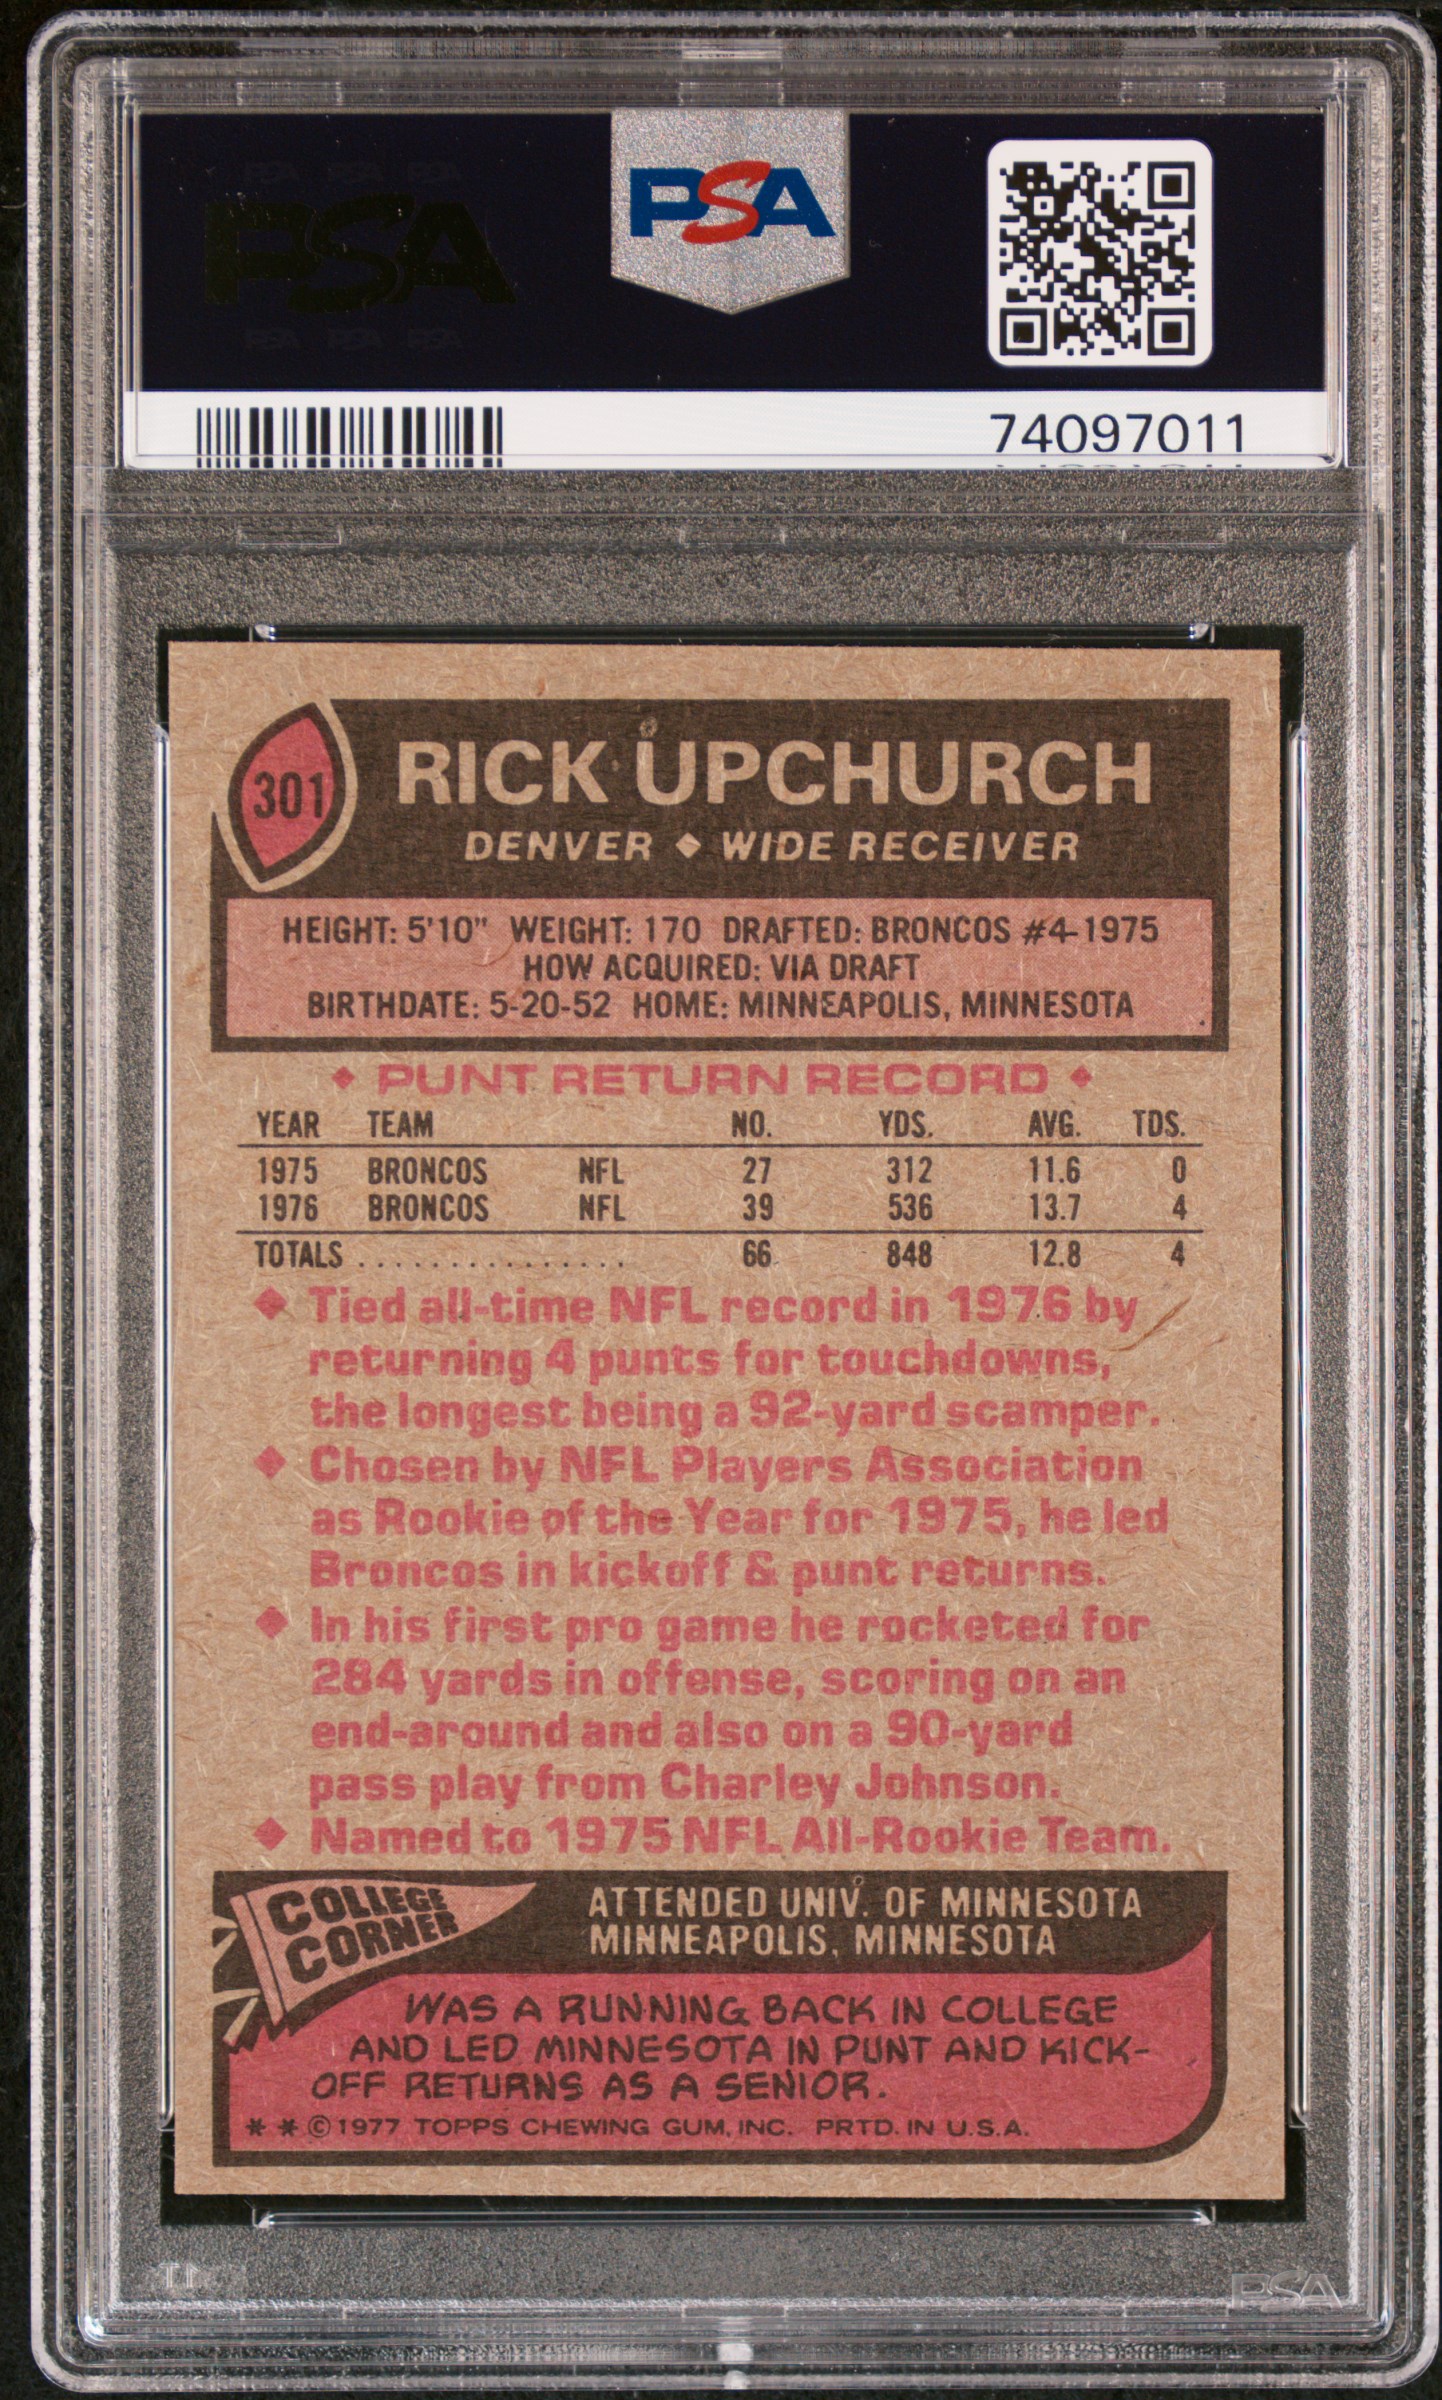 PSA PSA PSA
PSA
PSA PSA PSA
PSA
74097011
301
RICK UPCHURCH
DENVER ◆ WIDE RECEIVER
HEIGHT: 5'10" WEIGHT: 170 DRAFTED: BRONCOS #4-1975
HOW ACQUIRED: VIA DRAFT
BIRTHDATE: 5-20-52 HOME: MINNEAPOLIS, MINNESOTA
◆ PUNT RETURN RECORD ◆
YEAR TEAM NO. YDS. AVG. TDS.
1975 BRONCOS NFL 27 312 11.6 0
1976 BRONCOS NFL 39 536 13.7 4
TOTALS . . . . . . . . . . . . . . . 66 848 12.8 4
◆ Tied all-time NFL record in 1976 by
returning 4 punts for touchdowns,
the longest being a 92-yard scamper.
◆ Chosen by NFL Players Association
as Rookie of the Year for 1975, he led
Broncos in kickoff & punt returns.
◆ In his first pro game he rocketed for
284 yards in offense, scoring on an
end-around and also on a 90-yard
pass play from Charley Johnson.
◆ Named to 1975 NFL All-Rookie Team.
COLLEGE
CORNER
ATTENDED UNIV. OF MINNESOTA
MINNEAPOLIS, MINNESOTA
WAS A RUNNING BACK IN COLLEGE
AND LED MINNESOTA IN PUNT AND KICK-
OFF RETURNS AS A SENIOR.
* * © 1977 TOPPS CHEWING GUM, INC. PRTD. IN U.S.A.
PSA